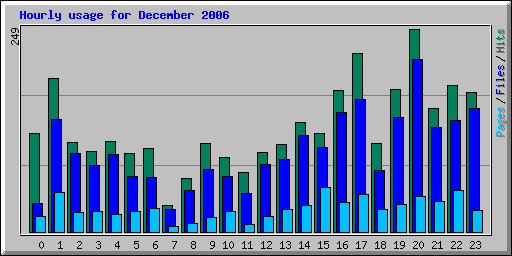 Hourly usage for December 2006
249
Pages/Files/Hits
0 1 2 3 4 5 6 7 8 9 10 11 12 13 14 15 16 17 18 19 20 21 22 23